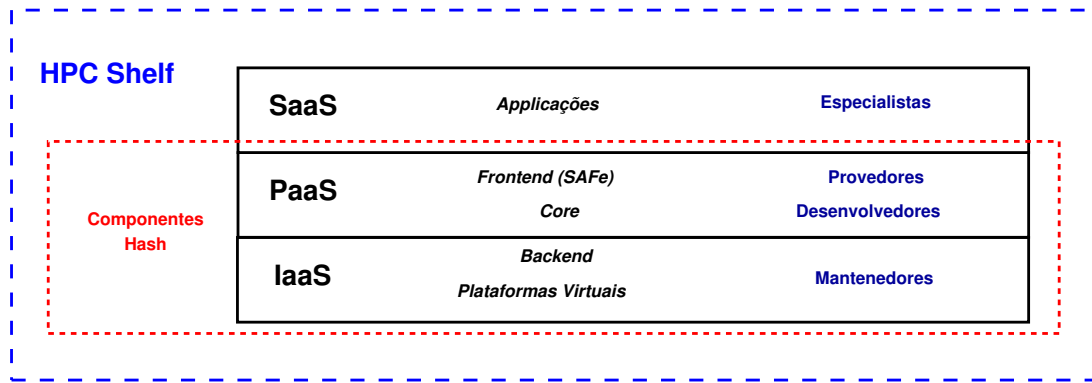 HPC Shelf
SaaS
Applicações
Especialistas
PaaS
Frontend (SAFe)
Core
Provedores
Desenvolvedores
Componentes
Hash
IaaS
Backend
Plataformas Virtuais
Mantenedores